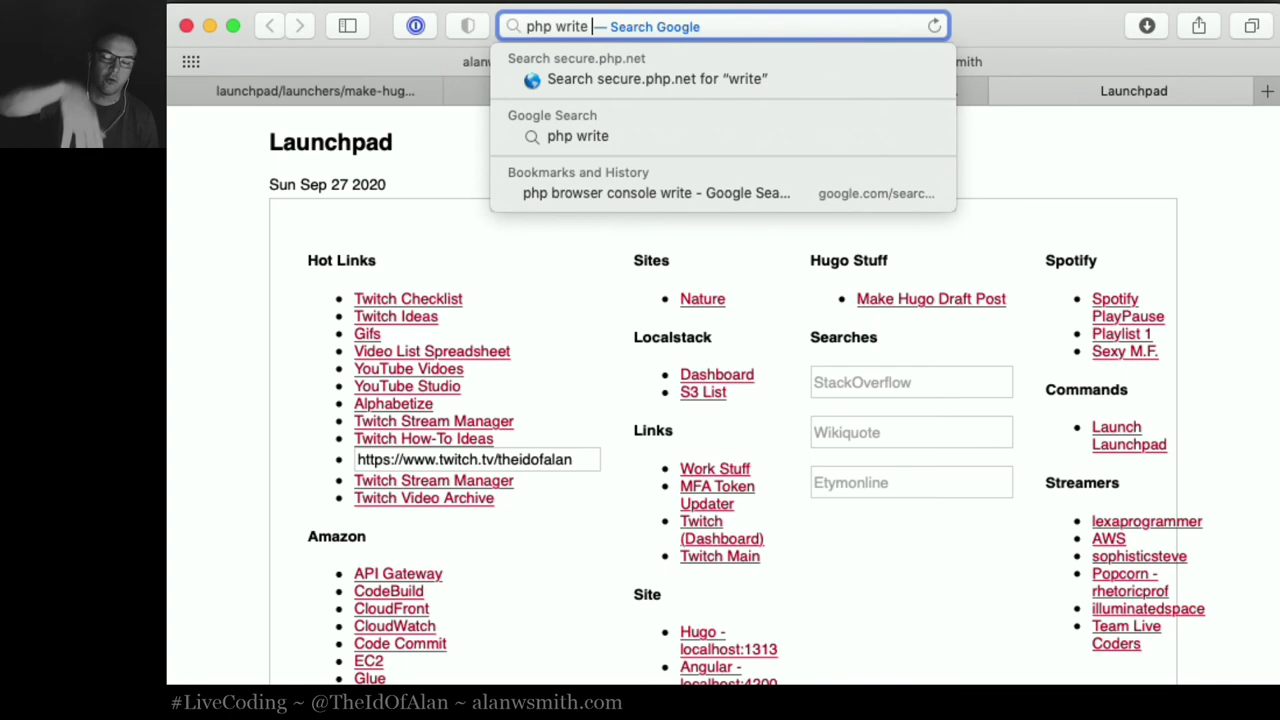 php write — Search Google
Search secure.php.net
Search secure.php.net for “write”
Google Search
php write
Bookmarks and History
php browser console write - Google Sea... google.com/searc...
alan
smith
launchpad/launchers/make-hug...
Launchpad
Launchpad
Sun Sep 27 2020
Hot Links
Twitch Checklist
Twitch Ideas
Gifs
Video List Spreadsheet
YouTube Vidoes
YouTube Studio
Alphabetize
Twitch Stream Manager
Twitch How-To Ideas
https://www.twitch.tv/theidofalan
Twitch Stream Manager
Twitch Video Archive
Amazon
API Gateway
CodeBuild
CloudFront
CloudWatch
Code Commit
EC2
Glue
Sites
Nature
Localstack
Dashboard
S3 List
Links
Work Stuff
MFA Token
Updater
Twitch
(Dashboard)
Twitch Main
Site
Hugo -
localhost:1313
Angular -
localhost:4200
Hugo Stuff
Make Hugo Draft Post
Searches
StackOverflow
Wikiquote
Etymonline
Spotify
Spotify
PlayPause
Playlist 1
Sexy M.F.
Commands
Launch
Launchpad
Streamers
lexaprogrammer
AWS
sophisticsteve
Popcorn -
rhetoricprof
illuminatedspace
Team Live
Coders
#LiveCoding ~ @TheIdOfAlan ~ alanwsmith.com